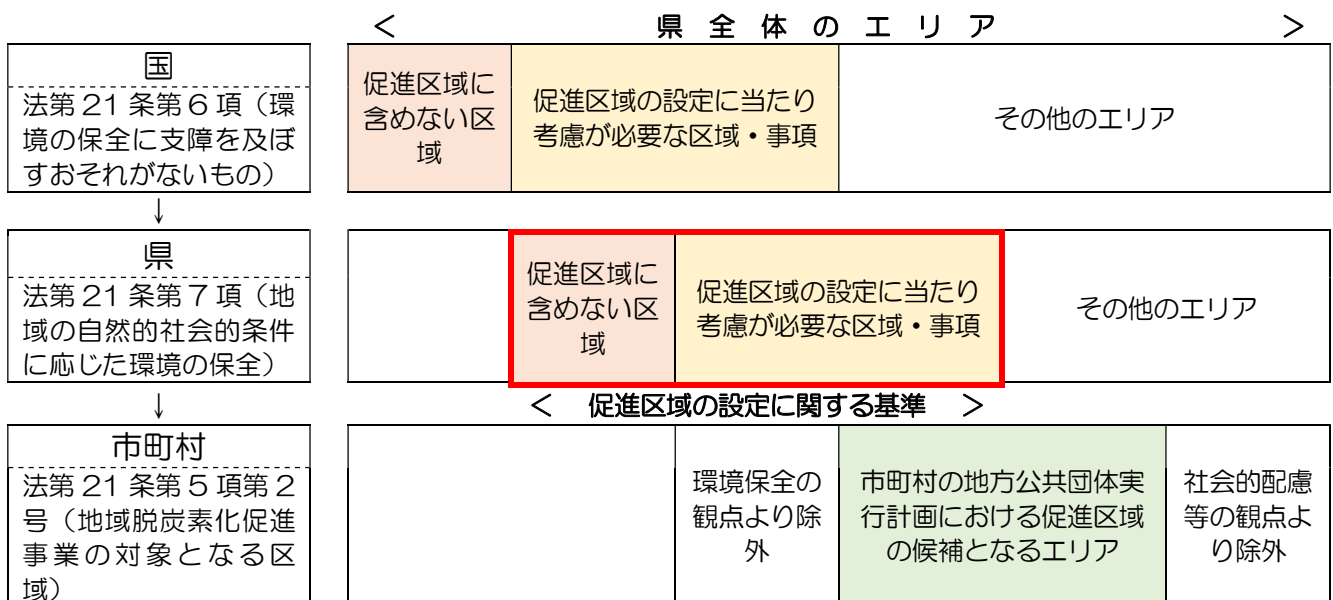 ＜ 県全体のエリア ＞
国
法第21条第6項（環
境の保全に支障を及ぼ
すおそれがないもの）
促進区域に
含めない区
域
促進区域の設定に当たり
考慮が必要な区域・事項
その他のエリア
↓
県
法第21条第7項（地
域の自然的社会的条件
に応じた環境の保全）
促進区域に
含めない区
域
促進区域の設定に当たり
考慮が必要な区域・事項
その他のエリア
↓
＜ 促進区域の設定に関する基準 ＞
市町村
法第21条第5項第2
号（地域脱炭素化促進
事業の対象となる区
域）
環境保全の
観点より除
外
市町村の地方公共団体実
行計画における促進区域
の候補となるエリア
社会的配慮
等の観点よ
り除外